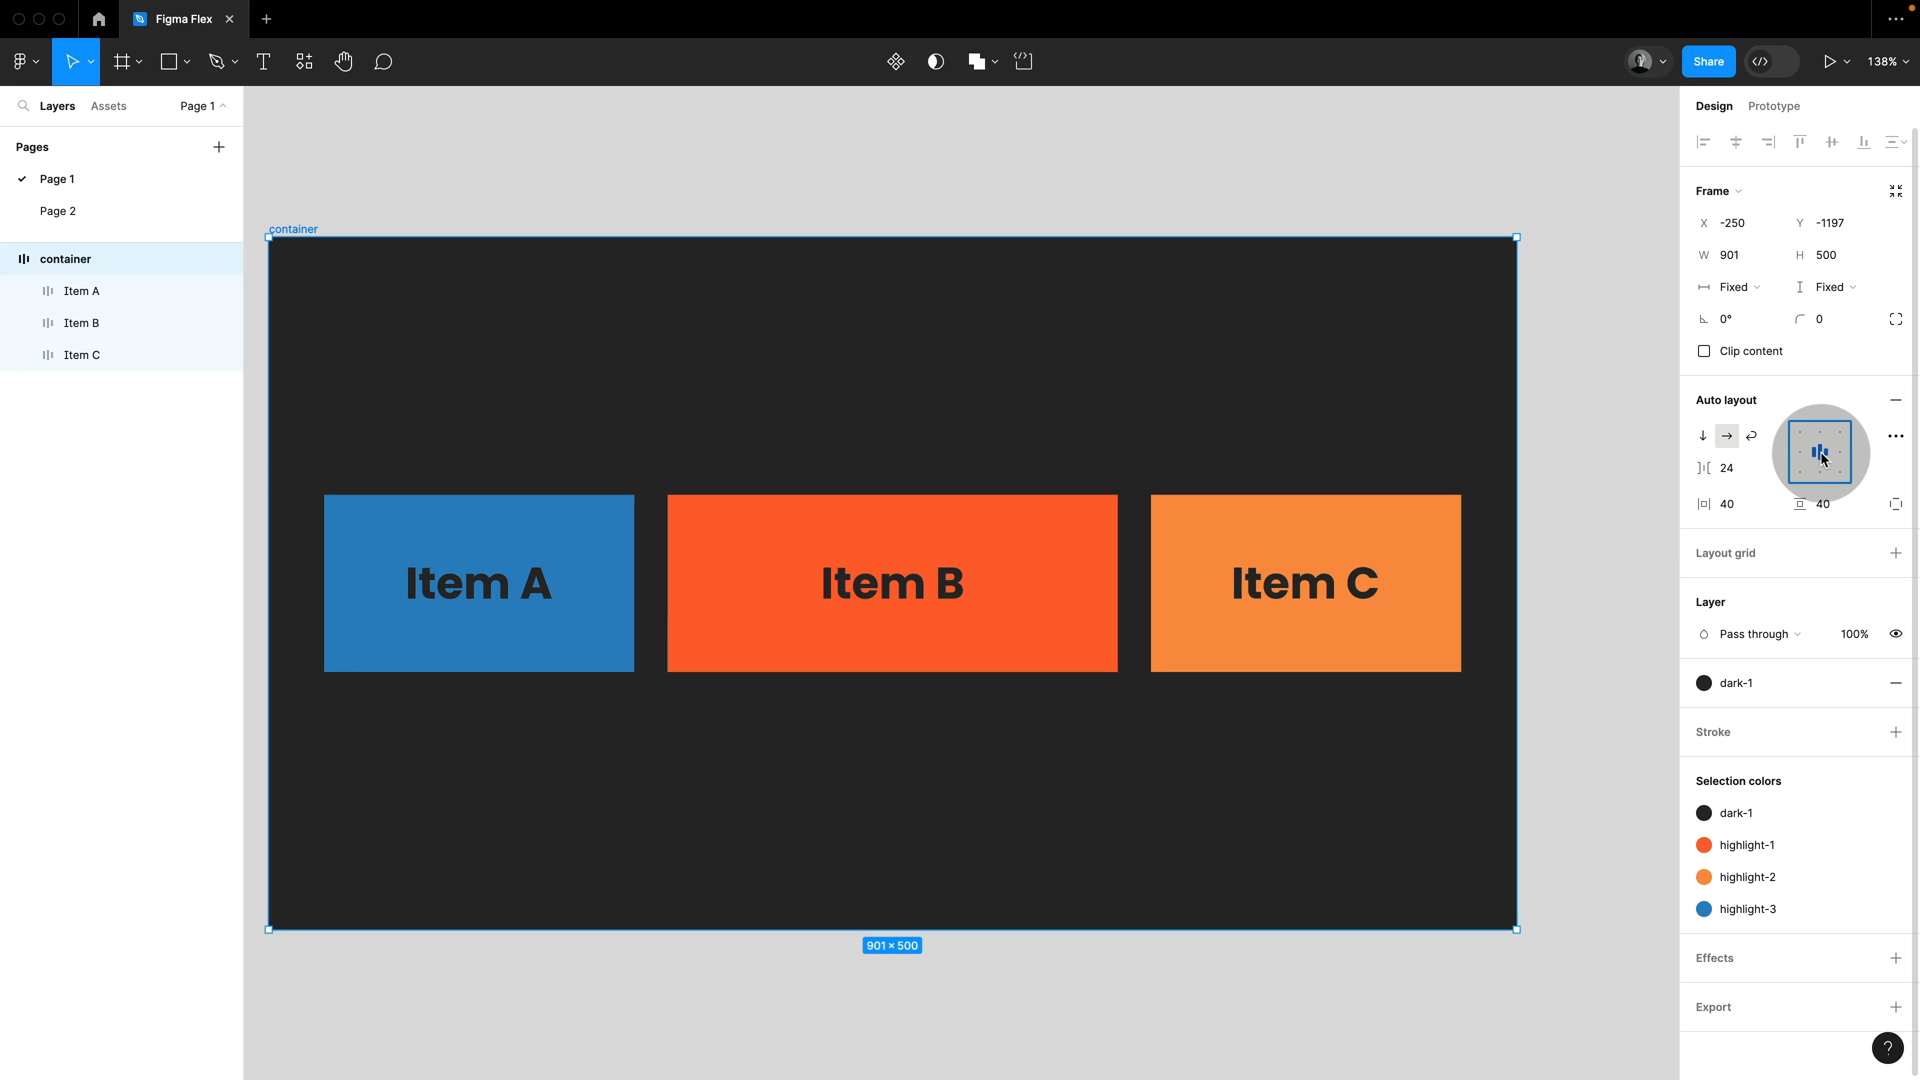 Figma Flex
Share
138%
Layers Assets Page 1
Pages
Page 1
Page 2
container
Item A
Item B
Item C
container
Item A
Item B
Item C
901 × 500
Design Prototype
Frame
X -250 Y -1197
W 901 H 500
Fixed Fixed
0° 0
Clip content
Auto layout
24
40 40
Layout grid
Layer
Pass through 100%
dark-1
Stroke
Selection colors
dark-1
highlight-1
highlight-2
highlight-3
Effects
Export
?